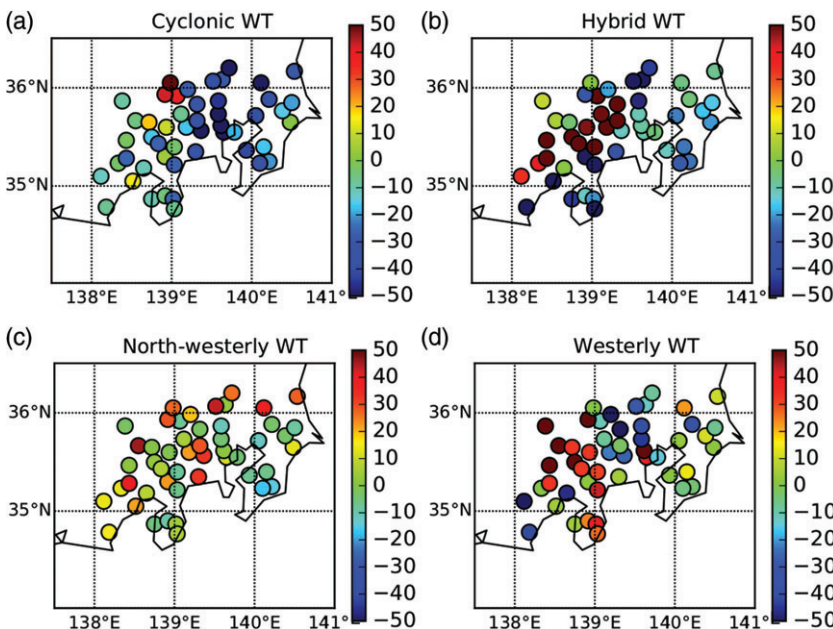 (a) Cyclonic WT
50
40
30
20
10
0
−10
−20
−30
−40
−50
36°N
35°N
138°E 139°E 140°E 141°
(b) Hybrid WT
50
40
30
20
10
0
−10
−20
−30
−40
−50
36°N
35°N
138°E 139°E 140°E 141°
(c) North-westerly WT
50
40
30
20
10
0
−10
−20
−30
−40
−50
36°N
35°N
138°E 139°E 140°E 141°
(d) Westerly WT
50
40
30
20
10
0
−10
−20
−30
−40
−50
36°N
35°N
138°E 139°E 140°E 141°